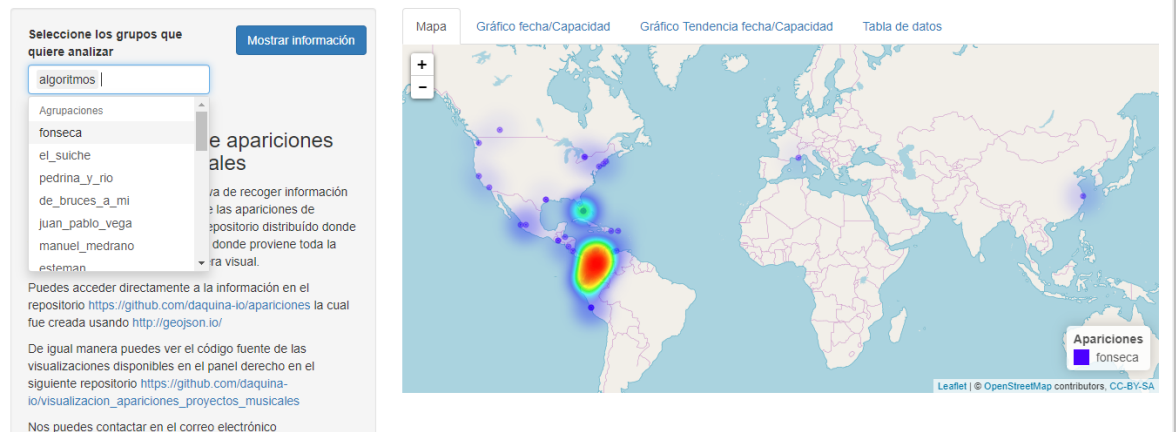 Seleccione los grupos que
quiere analizar
Mostrar información
algoritmos
Agrupaciones
fonseca
el_suiche
pedrina_y_rio
de_bruces_a_mi
juan_pablo_vega
manuel_medrano
esteman
e apariciones
ales
va de recoger información
e las apariciones de
epositorio distribuído donde
donde proviene toda la
ra visual.
Puedes acceder directamente a la información en el
repositorio https://github.com/daquina-io/apariciones la cual
fue creada usando http://geojson.io/
De igual manera puedes ver el código fuente de las
visualizaciones disponibles en el panel derecho en el
siguiente repositorio https://github.com/daquina-
io/visualizacion_apariciones_proyectos_musicales
Nos puedes contactar en el correo electrónico
Mapa
Gráfico fecha/Capacidad
Gráfico Tendencia fecha/Capacidad
Tabla de datos
+
−
Apariciones
fonseca
Leaflet | © OpenStreetMap contributors, CC-BY-SA